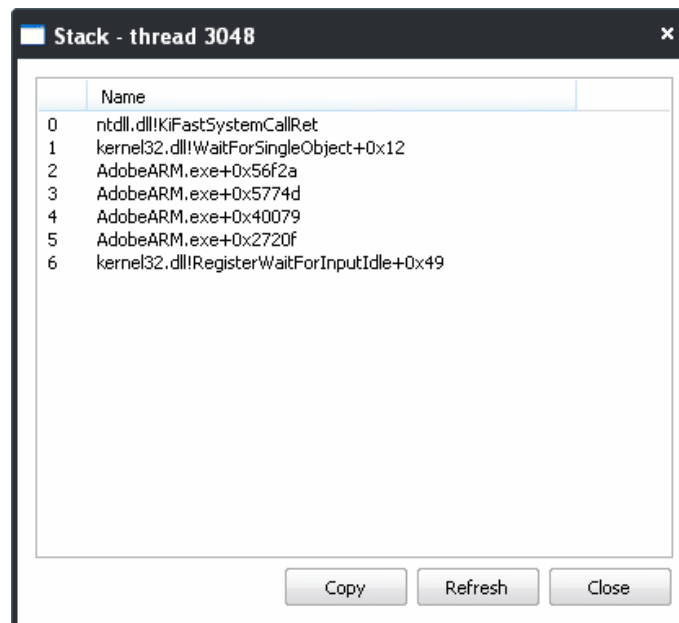 Stack - thread 3048
Name
0 ntdll.dll!KiFastSystemCallRet
1 kernel32.dll!WaitForSingleObject+0x12
2 AdobeARM.exe+0x56f2a
3 AdobeARM.exe+0x5774d
4 AdobeARM.exe+0x40079
5 AdobeARM.exe+0x2720f
6 kernel32.dll!RegisterWaitForInputIdle+0x49
Copy Refresh Close